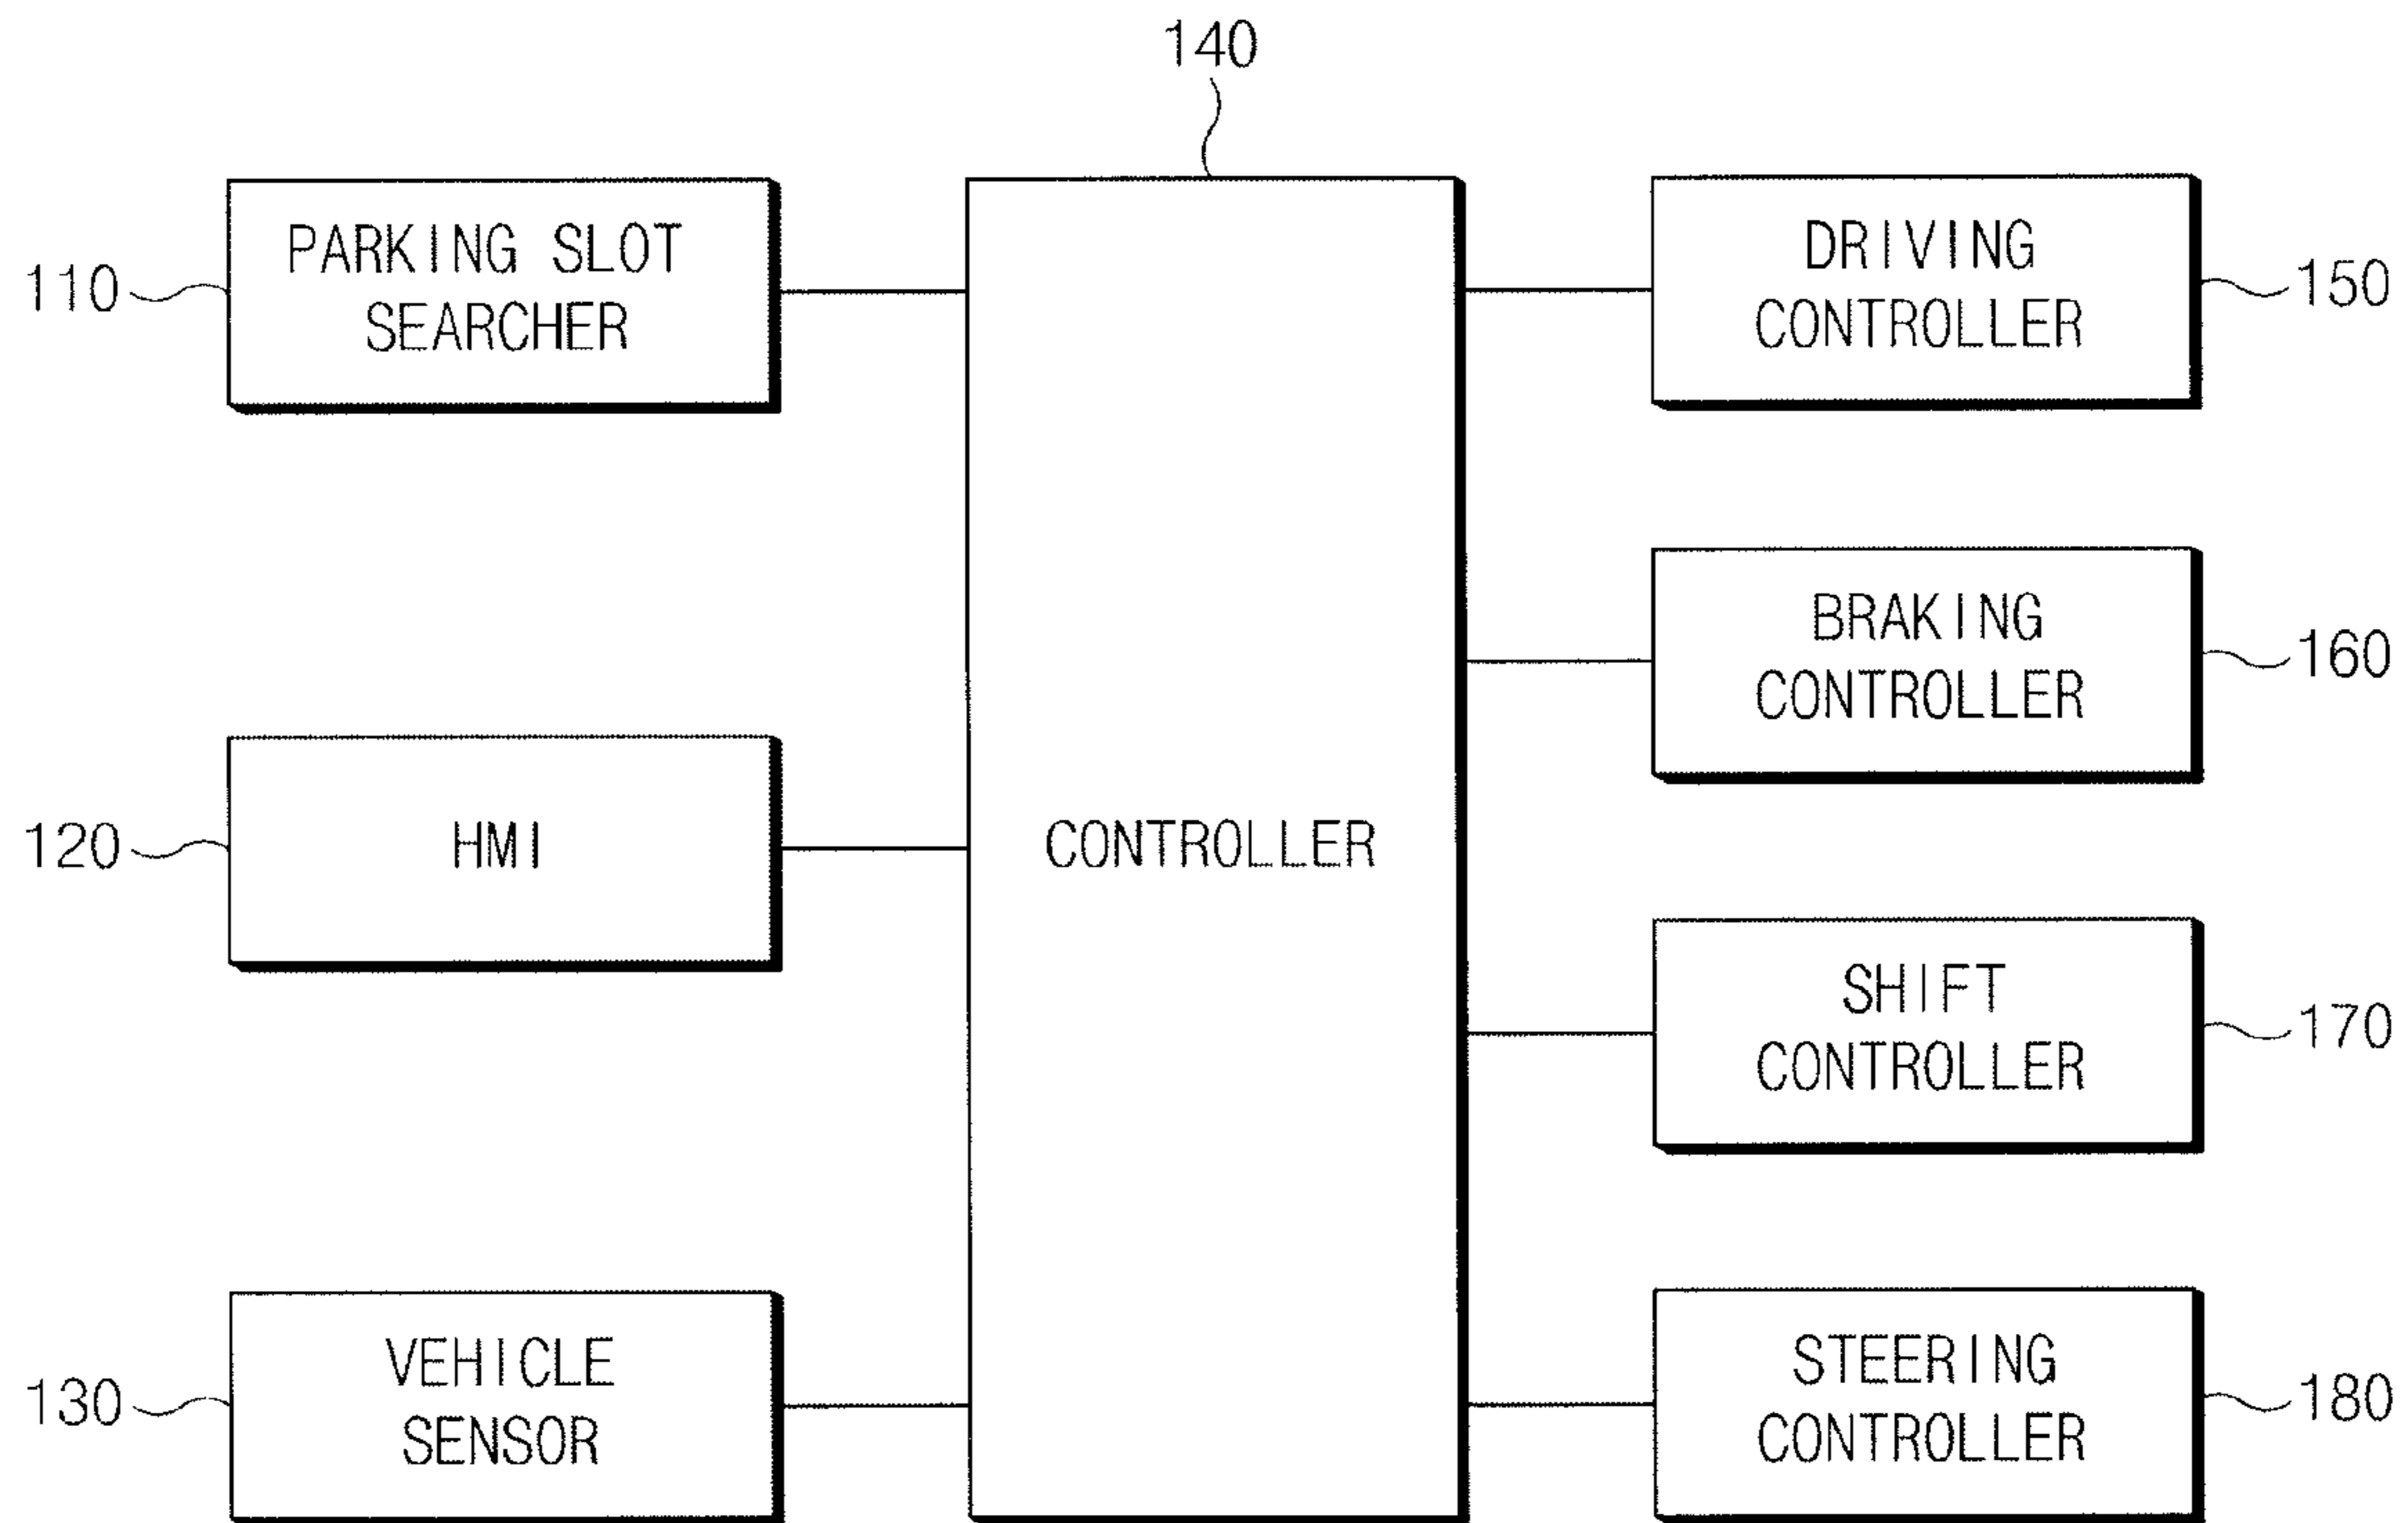 140
PARKING SLOT
SEARCHER
110
HMI
120
VEHICLE
SENSOR
130
CONTROLLER
DRIVING
CONTROLLER
150
BRAKING
CONTROLLER
160
SHIFT
CONTROLLER
170
STEERING
CONTROLLER
180